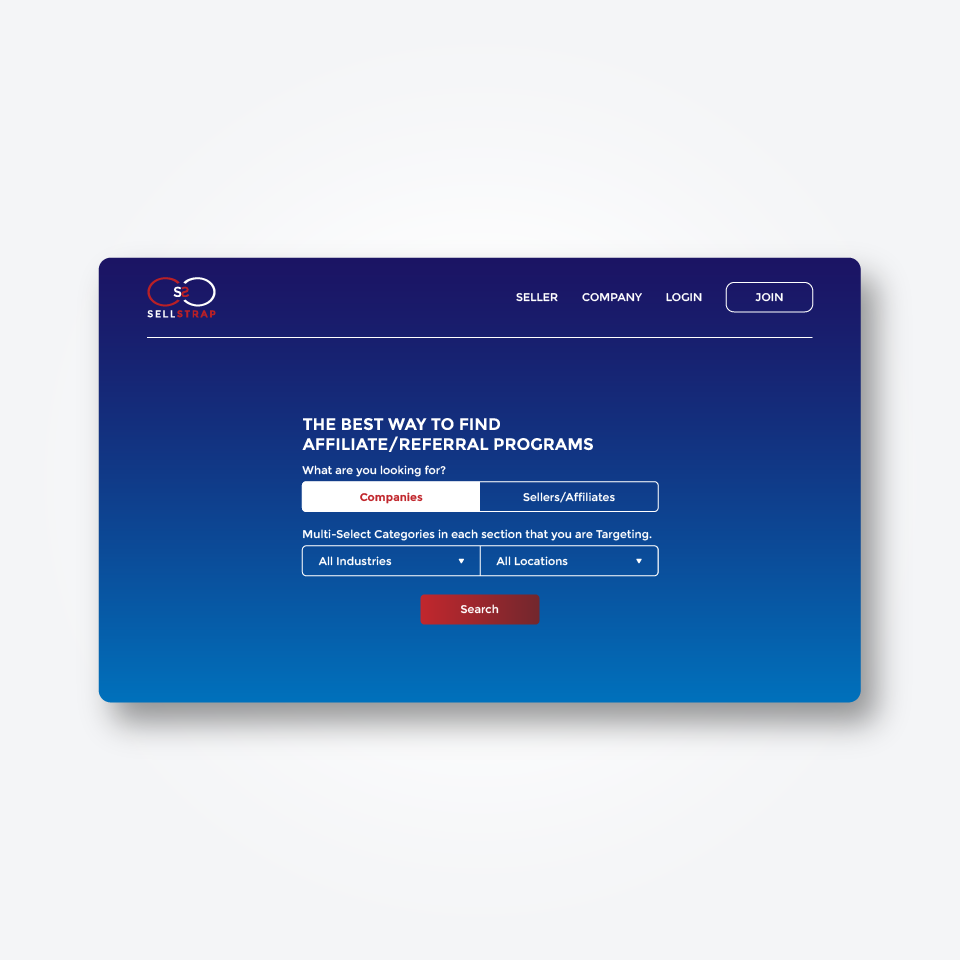 SS
SELLSTRAP
SELLER COMPANY LOGIN JOIN
THE BEST WAY TO FIND
AFFILIATE/REFERRAL PROGRAMS
What are you looking for?
Companies Sellers/Affiliates
Multi-Select Categories in each section that you are Targeting.
All Industries All Locations
Search